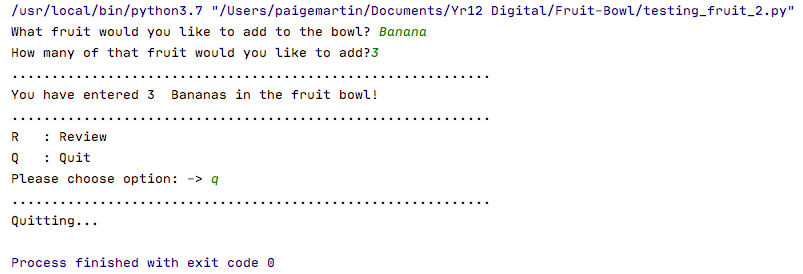 /usr/local/bin/python3.7 "/Users/paigemartin/Documents/Yr12 Digital/Fruit-Bowl/testing_fruit_2.py"
What fruit would you like to add to the bowl? Banana
How many of that fruit would you like to add?3
............................................................
You have entered 3  Bananas in the fruit bowl!
............................................................
R   : Review
Q   : Quit
Please choose option: -> q
............................................................
Quitting...
Process finished with exit code 0